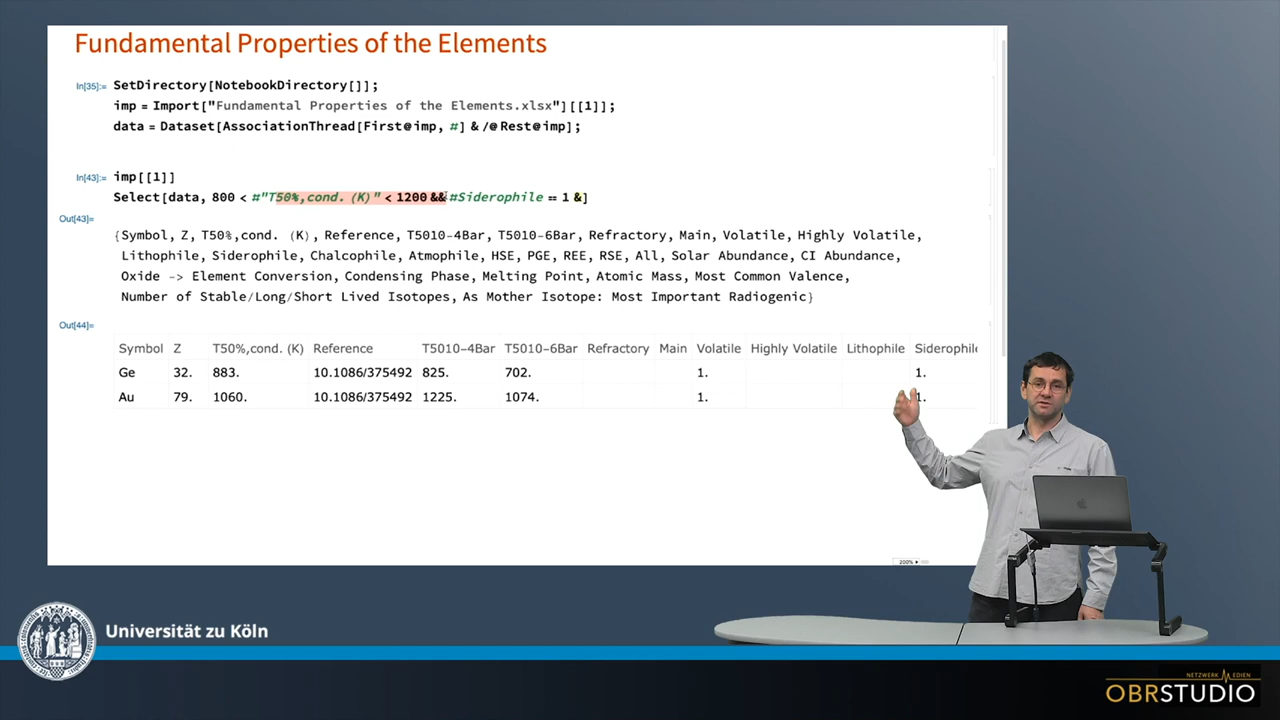 Fundamental Properties of the Elements
In[35]:= SetDirectory[NotebookDirectory[]];
imp = Import["Fundamental Properties of the Elements.xlsx"][[1]];
data = Dataset[AssociationThread[First@imp, #] & /@ Rest@imp];
In[43]:= imp[[1]]
Select[data, 800 < #"T50%,cond. (K)" < 1200 && #Siderophile == 1 &]
Out[43]=
{Symbol, Z, T50%,cond. (K), Reference, T5010-4Bar, T5010-6Bar, Refractory, Main, Volatile, Highly Volatile,
Lithophile, Siderophile, Chalcophile, Atmophile, HSE, PGE, REE, RSE, All, Solar Abundance, CI Abundance,
Oxide -> Element Conversion, Condensing Phase, Melting Point, Atomic Mass, Most Common Valence,
Number of Stable/Long/Short Lived Isotopes, As Mother Isotope: Most Important Radiogenic}
Out[44]=
Symbol Z T50%,cond. (K) Reference T5010-4Bar T5010-6Bar Refractory Main Volatile Highly Volatile Lithophile Siderophile
Ge 32. 883. 10.1086/375492 825. 702. 1. 1.
Au 79. 1060. 10.1086/375492 1225. 1074. 1. 1.
200%
Universität zu Köln
NETZWERK MEDIEN
OBRSTUDIO